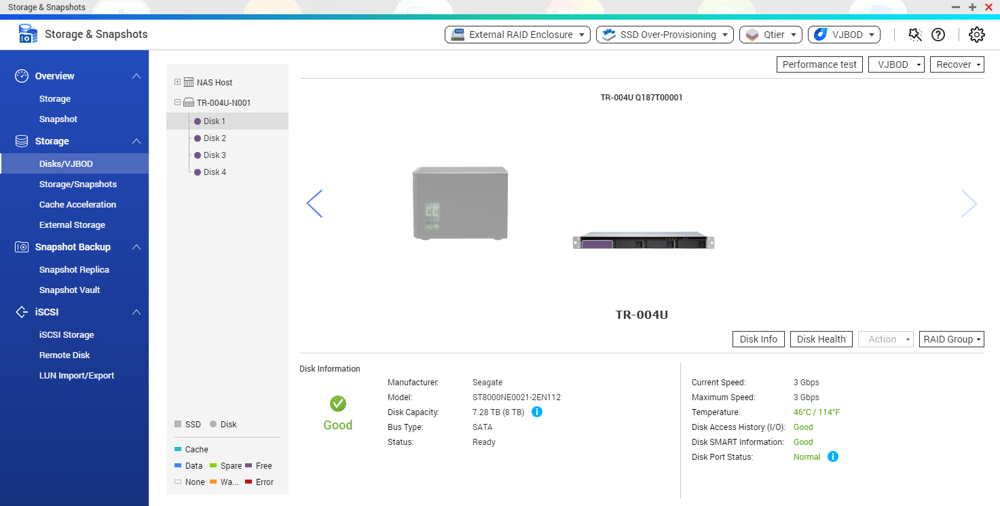 Storage & Snapshots
Storage & Snapshots
External RAID Enclosure
SSD Over-Provisioning
Qtier
VJBOD
Overview
Storage
Snapshot
Storage
Disks/VJBOD
Storage/Snapshots
Cache Acceleration
External Storage
Snapshot Backup
Snapshot Replica
Snapshot Vault
iSCSI
iSCSI Storage
Remote Disk
LUN Import/Export
NAS Host
TR-004U-N001
Disk 1
Disk 2
Disk 3
Disk 4
SSD Disk
Cache
Data Spare Free
None Wa... Error
Performance test VJBOD Recover
TR-004U Q187T00001
TR-004U
Disk Info Disk Health Action RAID Group
Disk Information
Good
Manufacturer: Seagate
Model: ST8000NE0021-2EN112
Disk Capacity: 7.28 TB (8 TB)
Bus Type: SATA
Status: Ready
Current Speed: 3 Gbps
Maximum Speed: 3 Gbps
Temperature: 46°C / 114°F
Disk Access History (I/O): Good
Disk SMART Information: Good
Disk Port Status: Normal